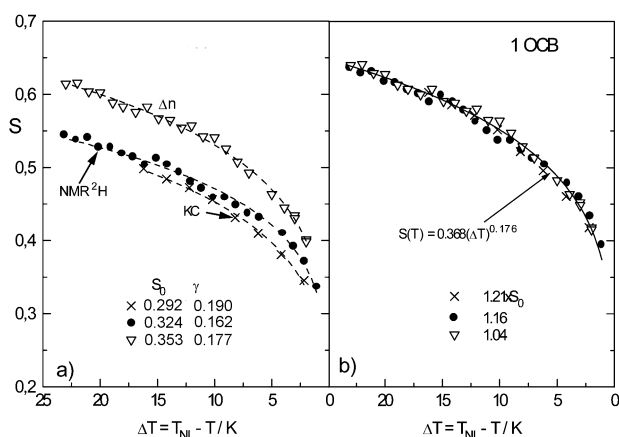 0,7
0,6
0,5
0,4
0,3
0,2
S
Δn
NMR ²H
KC
S₀ γ
× 0.292 0.190
● 0.324 0.162
▽ 0.353 0.177
a)
25 20 15 10 5
ΔT = T_NI - T / K
1 OCB
S(T) = 0.368(ΔT)^0.176
× 1.21xS₀
● 1.16
▽ 1.04
b)
0 20 15 10 5 0
ΔT = T_NI - T / K